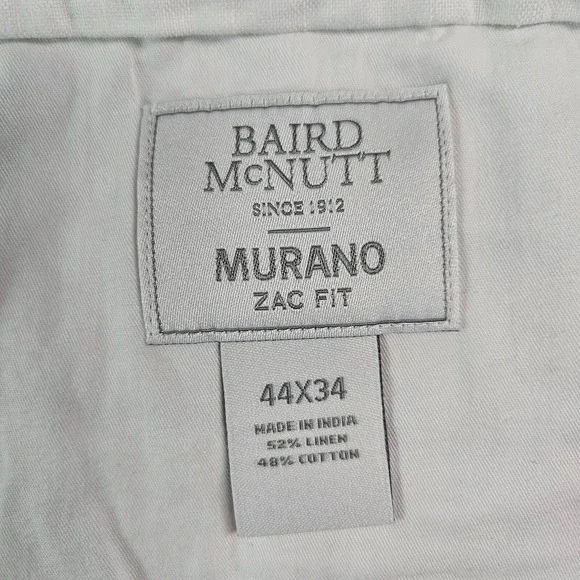 BAIRD
McNUTT
SINCE 1912
MURANO
ZAC FIT
44X34
MADE IN INDIA
52% LINEN
48% COTTON